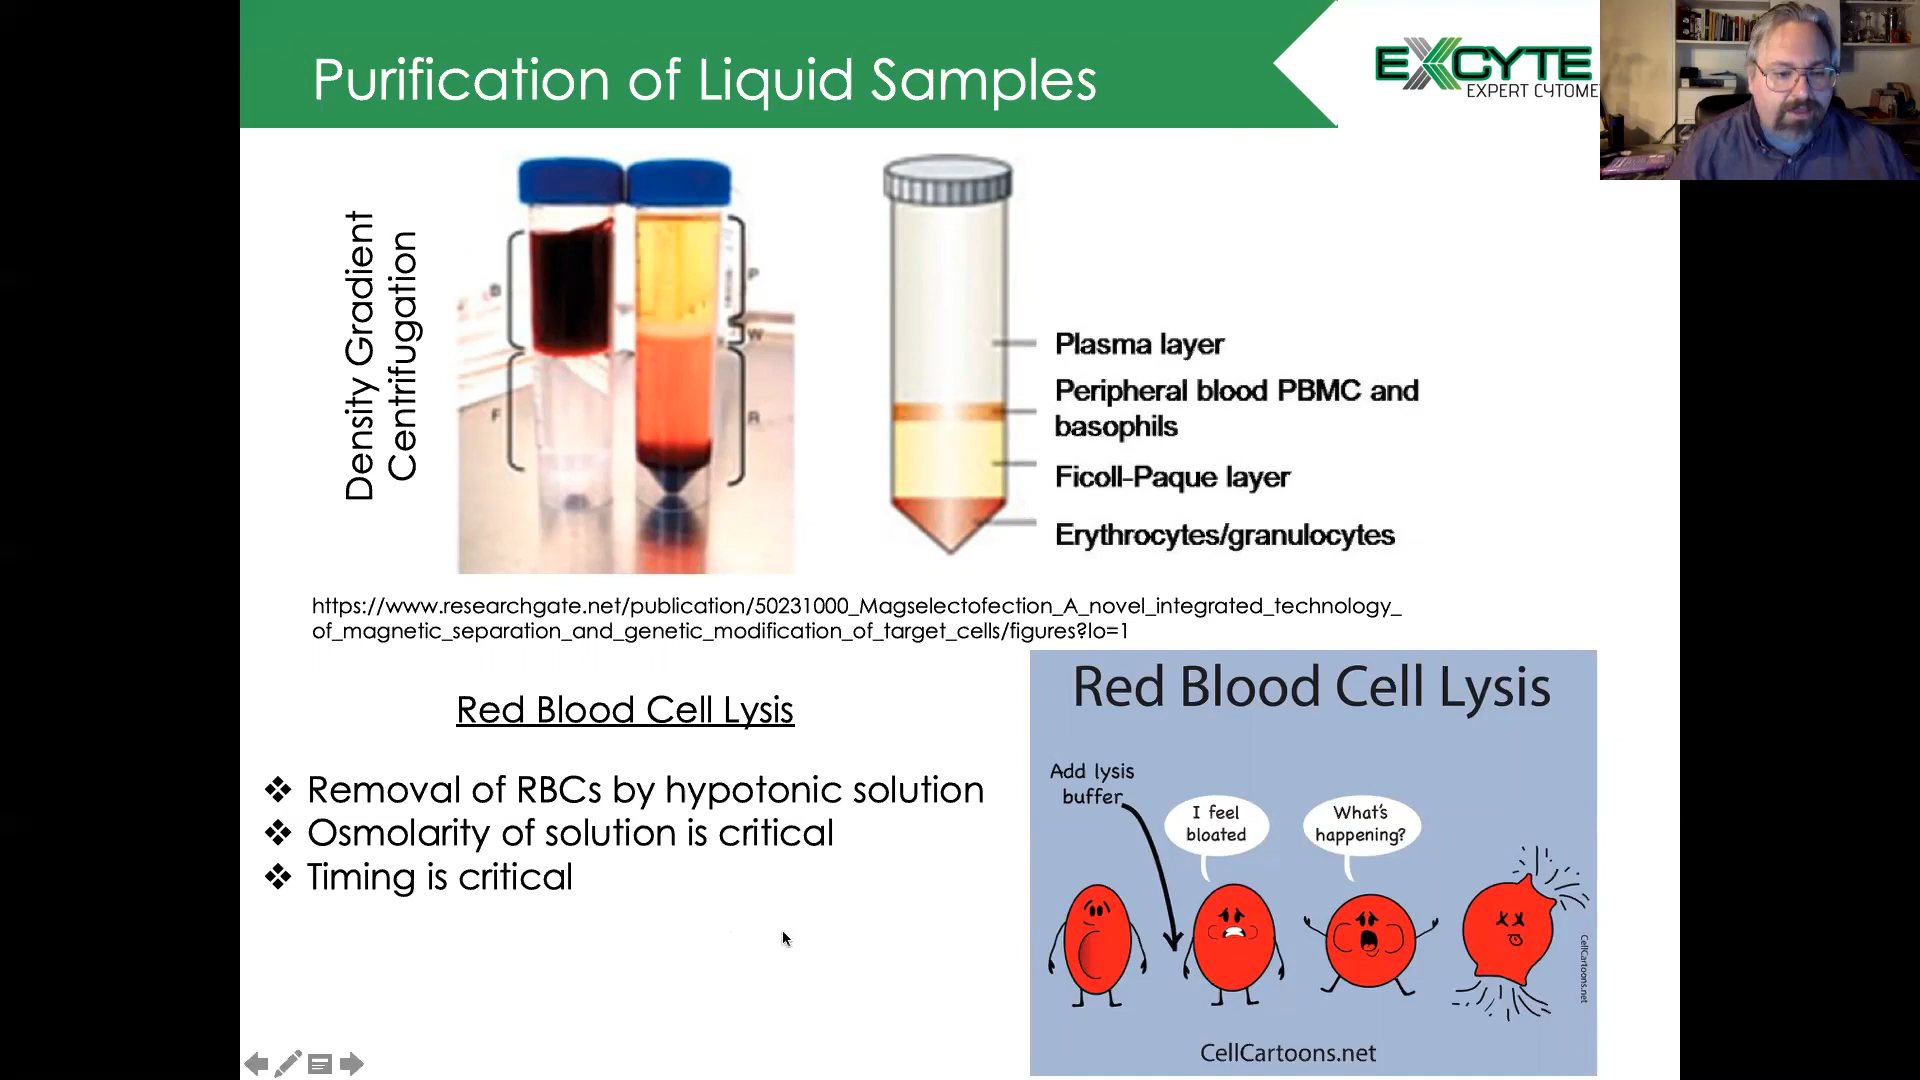 Purification of Liquid Samples
EXCYTE
EXPERT CYTOME
Density Gradient
Centrifugation
B
F
P
W
R
Plasma layer
Peripheral blood PBMC and
basophils
Ficoll-Paque layer
Erythrocytes/granulocytes
https://www.researchgate.net/publication/50231000_Magselectofection_A_novel_integrated_technology_
of_magnetic_separation_and_genetic_modification_of_target_cells/figures?lo=1
Red Blood Cell Lysis
❖ Removal of RBCs by hypotonic solution
❖ Osmolarity of solution is critical
❖ Timing is critical
Red Blood Cell Lysis
Add lysis
buffer
I feel
bloated
What's
happening?
CellCartoons.net
CellCartoons.net